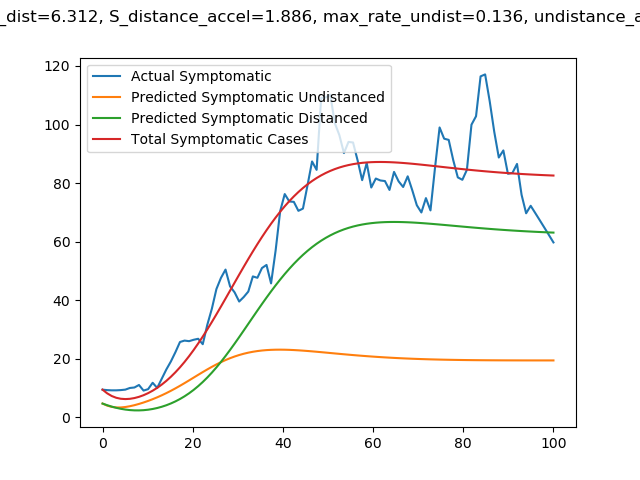 _dist=6.312, S_distance_accel=1.886, max_rate_undist=0.136, undistance_a
Actual Symptomatic
Predicted Symptomatic Undistanced
Predicted Symptomatic Distanced
Total Symptomatic Cases
120
100
80
60
40
20
0
0 20 40 60 80 100